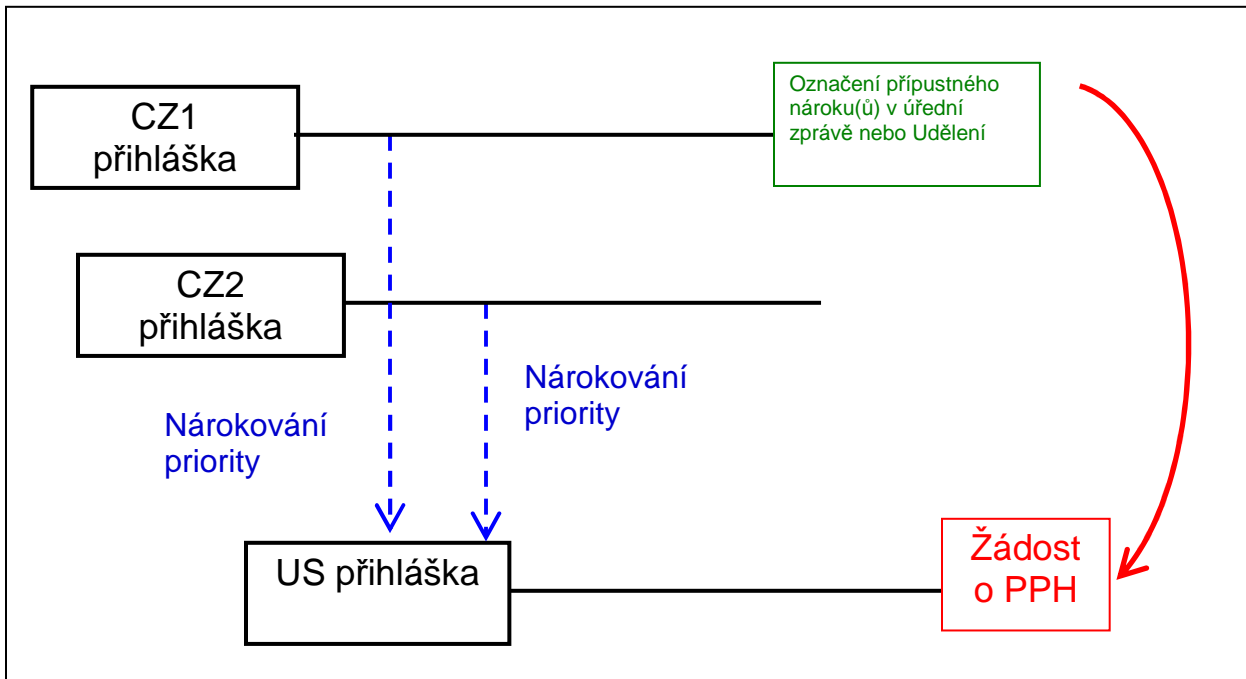 CZ1
přihláška
Označení přípustného
nároku(ů) v úřední
zprávě nebo Udělení
CZ2
přihláška
Nárokování
priority
Nárokování
priority
US přihláška
Žádost
o PPH